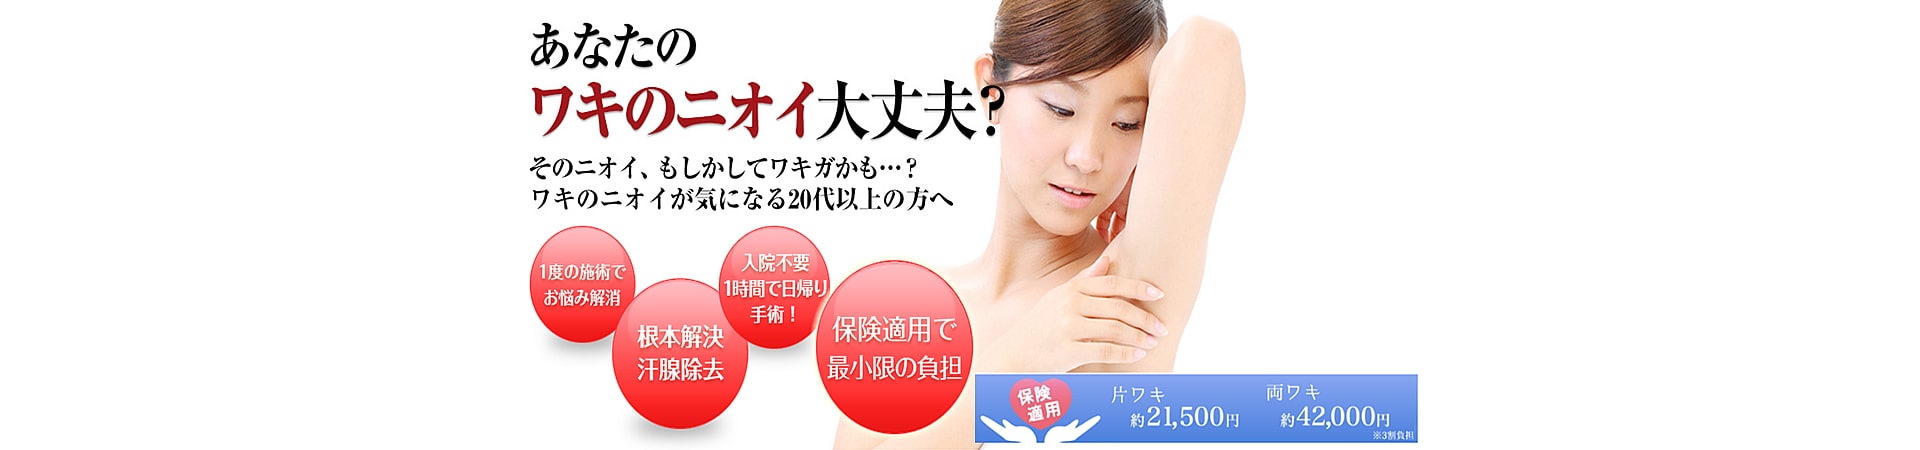 あなたの
ワキのニオイ大丈夫?
そのニオイ、もしかしてワキガかも…?
ワキのニオイが気になる20代以上の方へ
1度の施術で
お悩み解消
根本解決
汗腺除去
入院不要
1時間で日帰り
手術!
保険適用で
最小限の負担
保険
適用
片ワキ
約21,500円
両ワキ
約42,000円
※3割負担